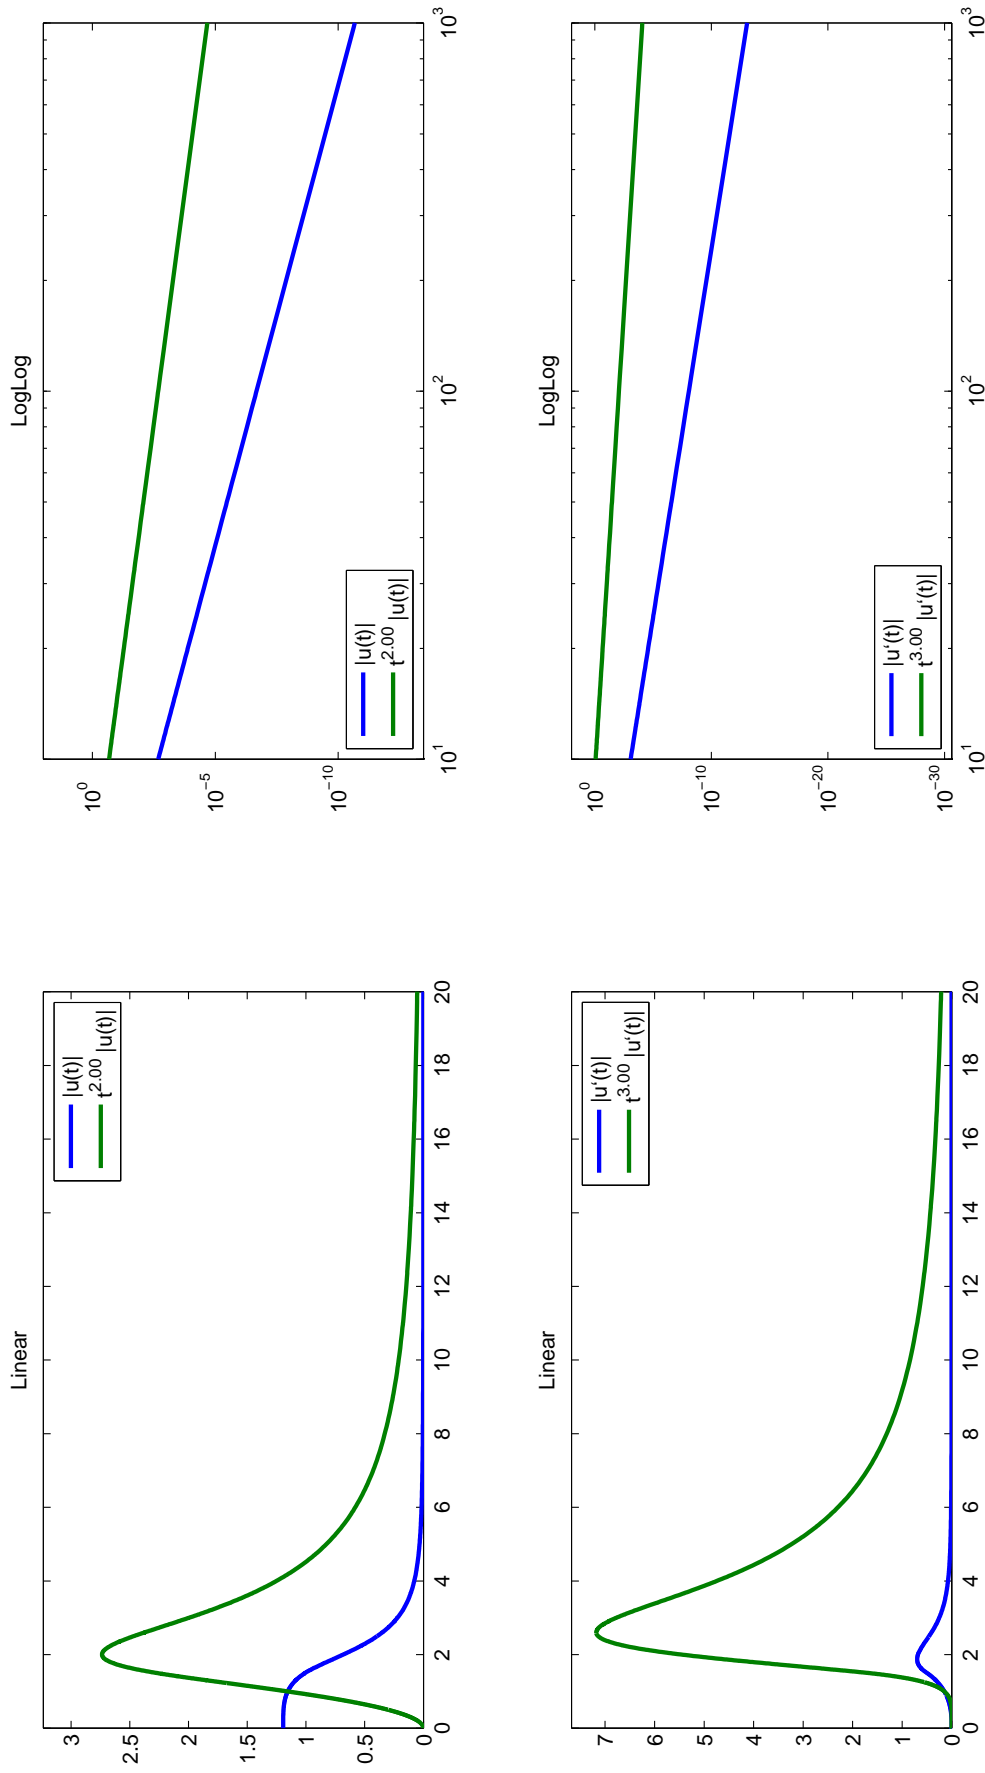 Linear
3
2.5
2
1.5
1
0.5
0
0 2 4 6 8 10 12 14 16 18 20
|u(t)|
t^2.00 |u(t)|
LogLog
10^0
10^−5
10^−10
10^1 10^2 10^3
|u(t)|
t^2.00 |u(t)|
Linear
7
6
5
4
3
2
1
0
0 2 4 6 8 10 12 14 16 18 20
|u‘(t)|
t^3.00 |u‘(t)|
LogLog
10^0
10^−10
10^−20
10^−30
10^1 10^2 10^3
|u‘(t)|
t^3.00 |u‘(t)|